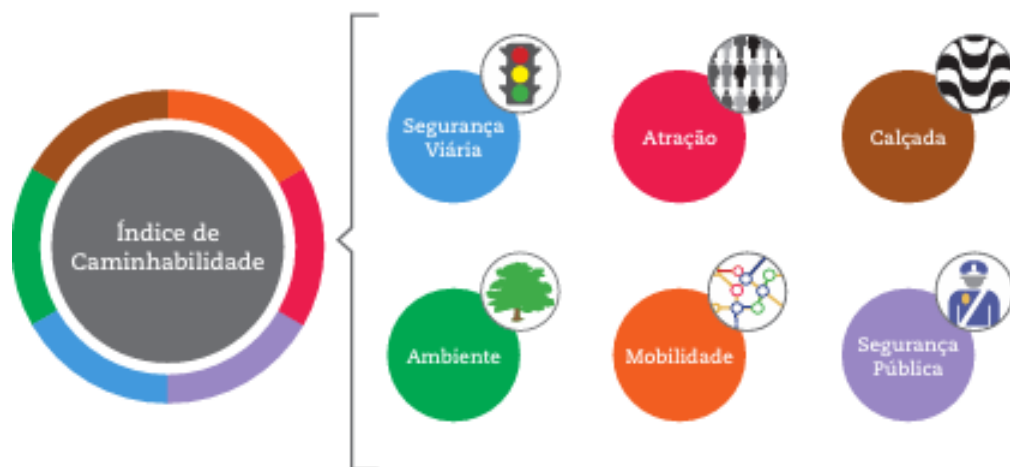 Índice de
Caminhabilidade
Segurança
Viária
Atração
Calçada
Ambiente
Mobilidade
Segurança
Pública